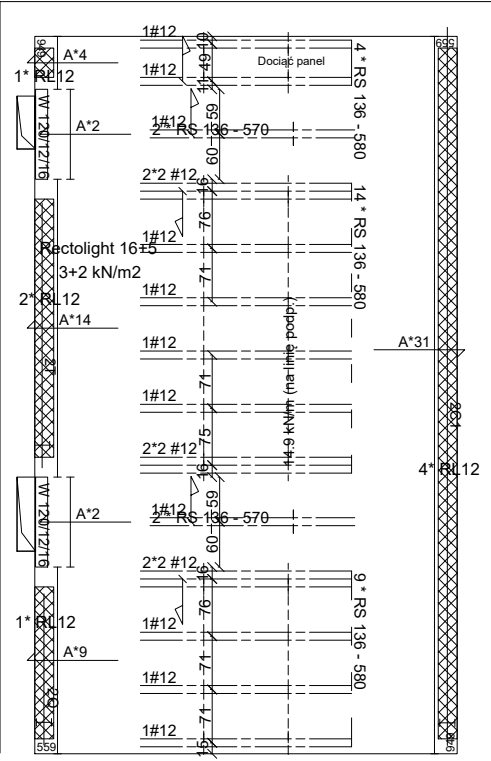 1#12
A*4
1* RL12
11-49-10
Dociąć panel
559
1#12
4 * RS 136 - 580
W 120/12/16
A*2
1#12
2* RS 136 - 570
60
59
2*2 #12
16
76
14 * RS 136 - 580
1#12
Rectolight 16+5
3+2 kN/m2
71
2* RL12
1#12
A*14
1#12
A*31
71
14.9 kN/m (na linię podp.)
1#12
75
261
2*2 #12
16
4* RL12
W 120/12/16
A*2
1#12
2* RS 136 - 570
60
59
2*2 #12
16
76
9 * RS 136 - 580
1* RL12
1#12
A*9
71
1#12
71
1#12
15
559